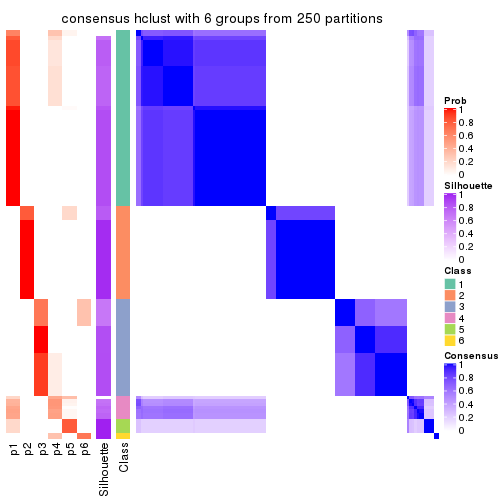 consensus hclust with 6 groups from 250 partitions
Prob
1
0.8
0.6
0.4
0.2
0
Silhouette
1
0.8
0.6
0.4
0.2
0
Class
1
2
3
4
5
6
Consensus
1
0.8
0.6
0.4
0.2
0
p1
p2
p3
p4
p5
p6
Silhouette
Class